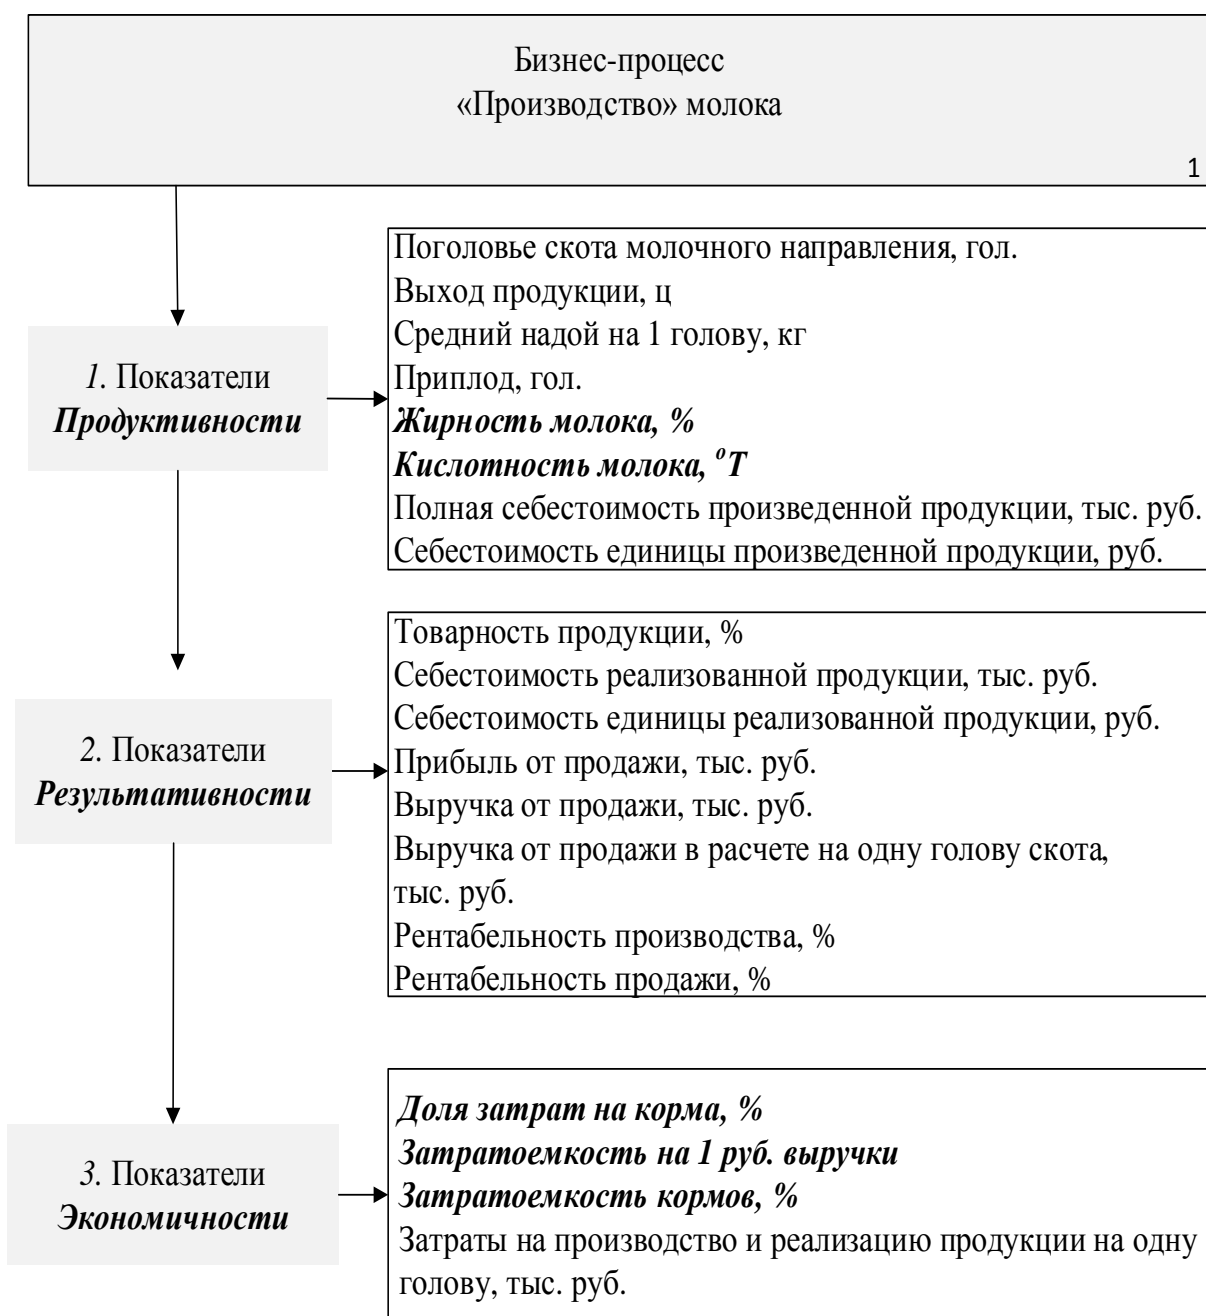 Бизнес-процесс
«Производство» молока
1
1. Показатели
Продуктивности
Поголовье скота молочного направления, гол.
Выход продукции, ц
Средний надой на 1 голову, кг
Приплод, гол.
Жирность молока, %
Кислотность молока, ⁰Т
Полная себестоимость произведенной продукции, тыс. руб.
Себестоимость единицы произведенной продукции, руб.
2. Показатели
Результативности
Товарность продукции, %
Себестоимость реализованной продукции, тыс. руб.
Себестоимость единицы реализованной продукции, руб.
Прибыль от продажи, тыс. руб.
Выручка от продажи, тыс. руб.
Выручка от продажи в расчете на одну голову скота,
тыс. руб.
Рентабельность производства, %
Рентабельность продажи, %
3. Показатели
Экономичности
Доля затрат на корма, %
Затратоемкость на 1 руб. выручки
Затратоемкость кормов, %
Затраты на производство и реализацию продукции на одну
голову, тыс. руб.